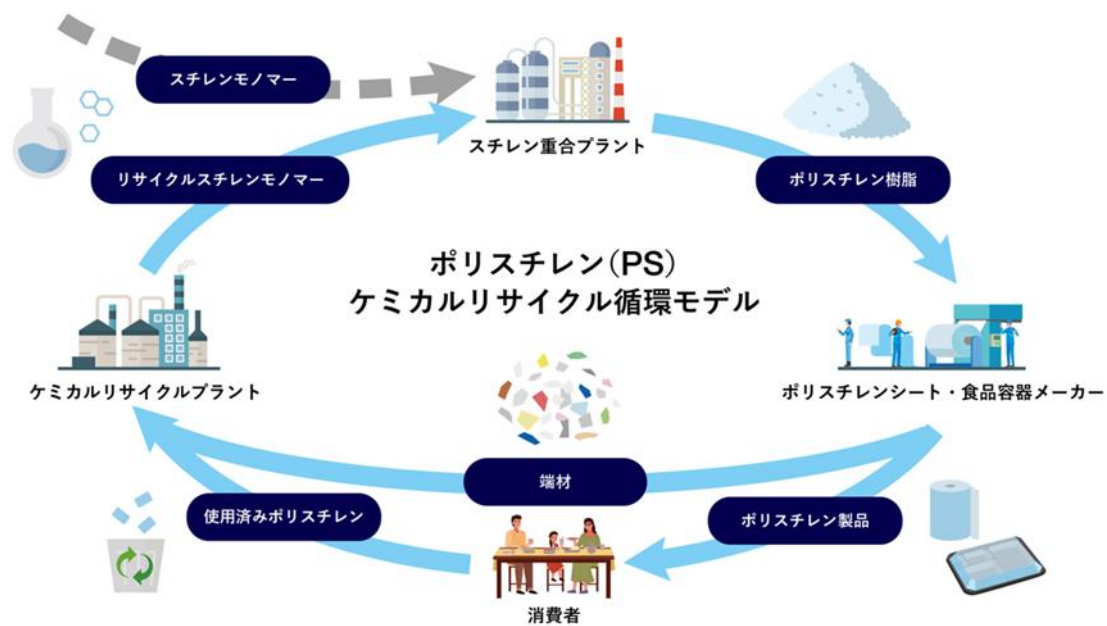 スチレンモノマー
スチレン重合プラント
リサイクルスチレンモノマー
ポリスチレン樹脂
ポリスチレン(PS)
ケミカルリサイクル循環モデル
ケミカルリサイクルプラント
ポリスチレンシート・食品容器メーカー
端材
使用済みポリスチレン
ポリスチレン製品
消費者